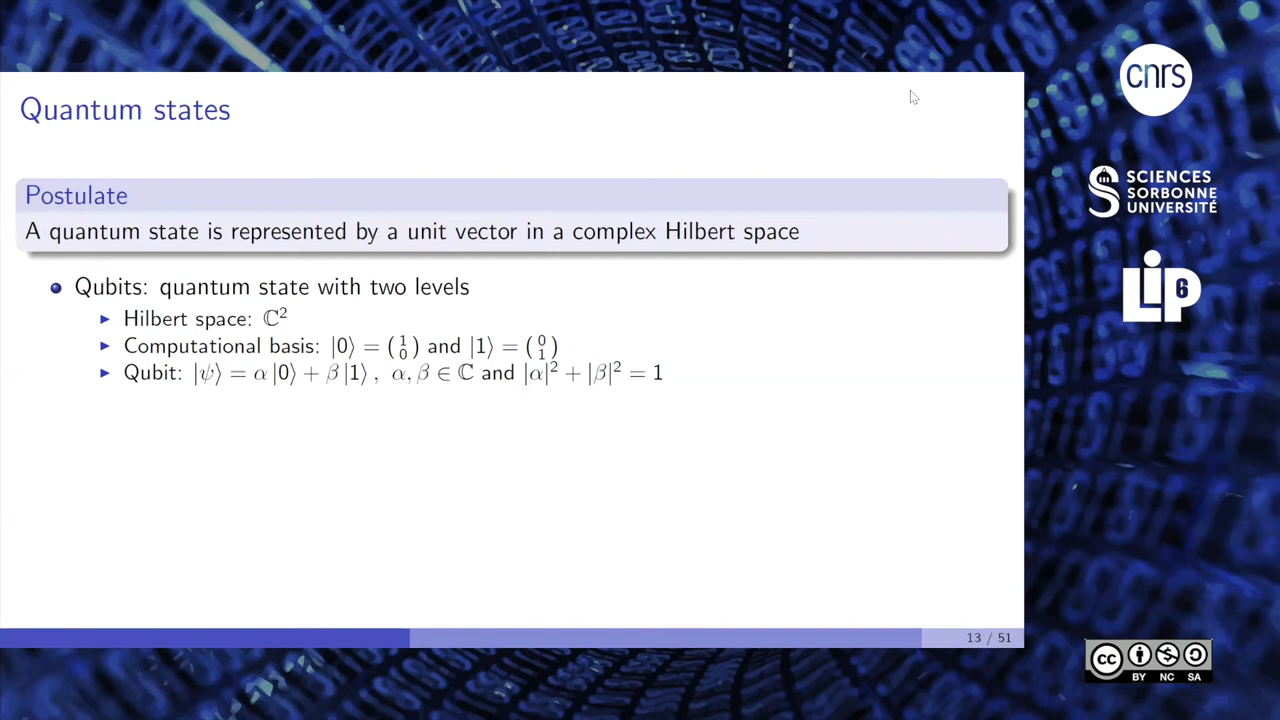 Quantum states
Postulate
A quantum state is represented by a unit vector in a complex Hilbert space
Qubits: quantum state with two levels
Hilbert space: ℂ²
Computational basis: |0⟩ = (1 0) and |1⟩ = (0 1)
Qubit: |ψ⟩ = α|0⟩ + β|1⟩, α, β ∈ ℂ and |α|² + |β|² = 1
13 / 51
cnrs
SCIENCES
SORBONNE
UNIVERSITÉ
LIP6
cc
BY NC SA